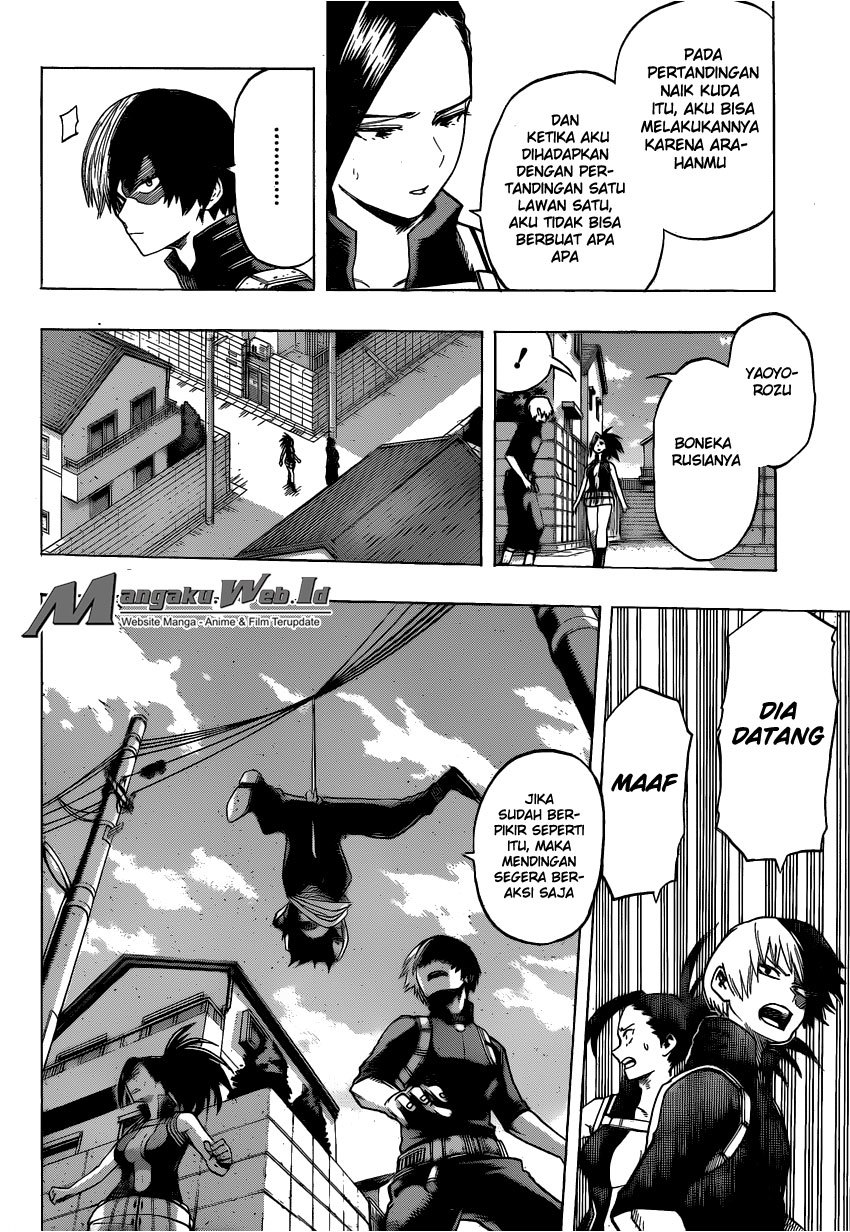 PADA
PERTANDINGAN
NAIK KUDA
ITU, AKU BISA
MELAKUKANNYA
KARENA ARA-
HANMU
DAN
KETIKA AKU
DIHADAPKAN
DENGAN PER-
TANDINGAN SATU
LAWAN SATU,
AKU TIDAK BISA
BERBUAT APA
APA
..........
YAOYO-
ROZU
BONEKA
RUSIANYA
!
Mangaku Web Id
Website Manga - Anime & Film Terupdate
DIA
DATANG
MAAF
JIKA
SUDAH BER-
PIKIR SEPERTI
ITU, MAKA
MENDINGAN
SEGERA BER-
AKSI SAJA